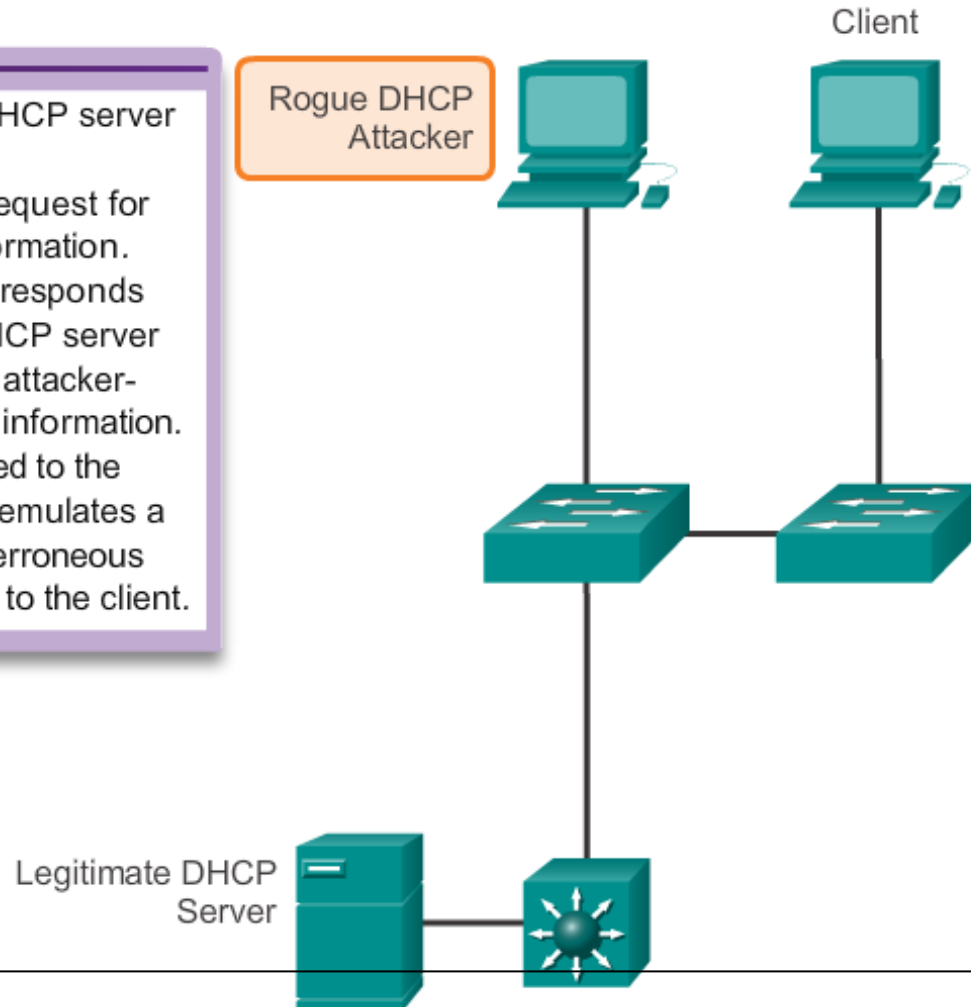 Client
Rogue DHCP
Attacker
HCP server
equest for
ormation.
responds
HCP server
attacker-
information.
ed to the
emulates a
erroneous
to the client.
Legitimate DHCP
Server